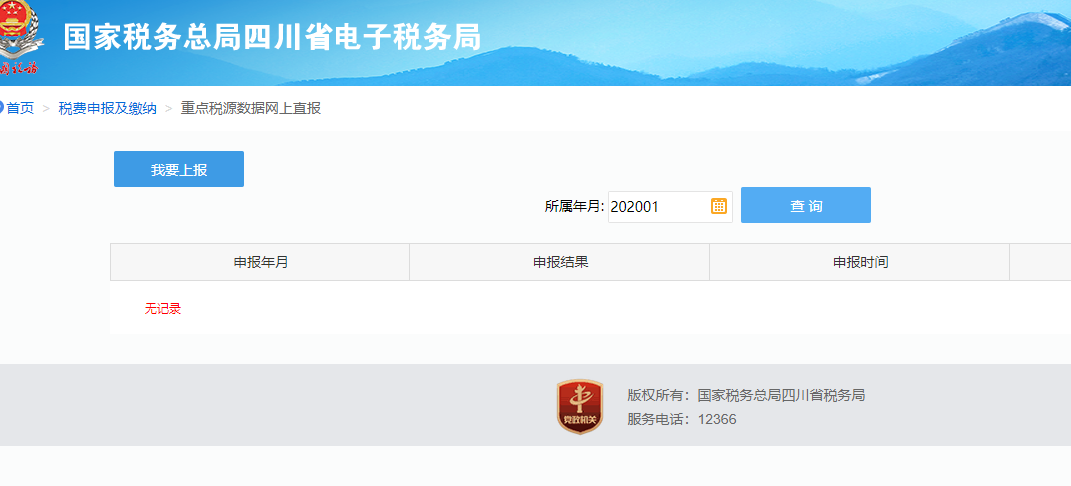 国家税务总局四川省电子税务局
首页 > 税费申报及缴纳 > 重点税源数据网上直报
我要上报
所属年月: 202001 查 询
申报年月 申报结果 申报时间
无记录
党政机关
版权所有：国家税务总局四川省税务局
服务电话：12366